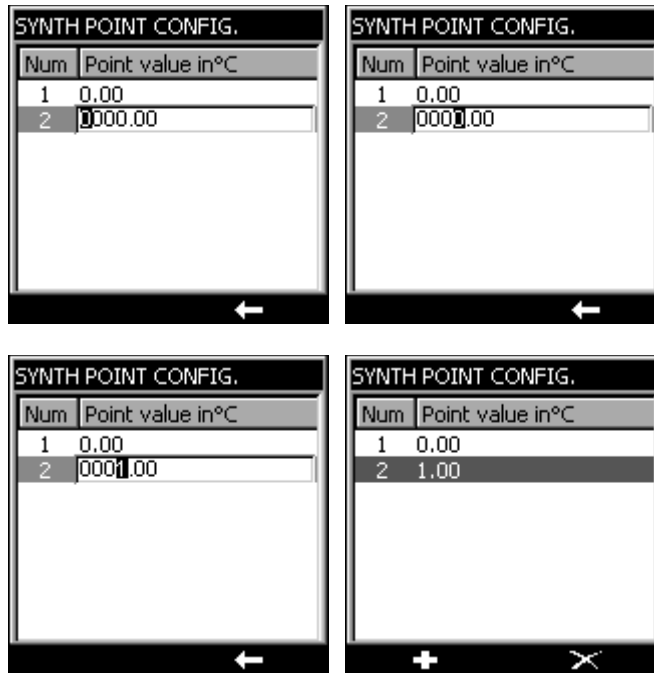 SYNTH POINT CONFIG.
Num Point value in°C
1 0.00
2 0000.00
SYNTH POINT CONFIG.
Num Point value in°C
1 0.00
2 0000.00
SYNTH POINT CONFIG.
Num Point value in°C
1 0.00
2 0001.00
SYNTH POINT CONFIG.
Num Point value in°C
1 0.00
2 1.00